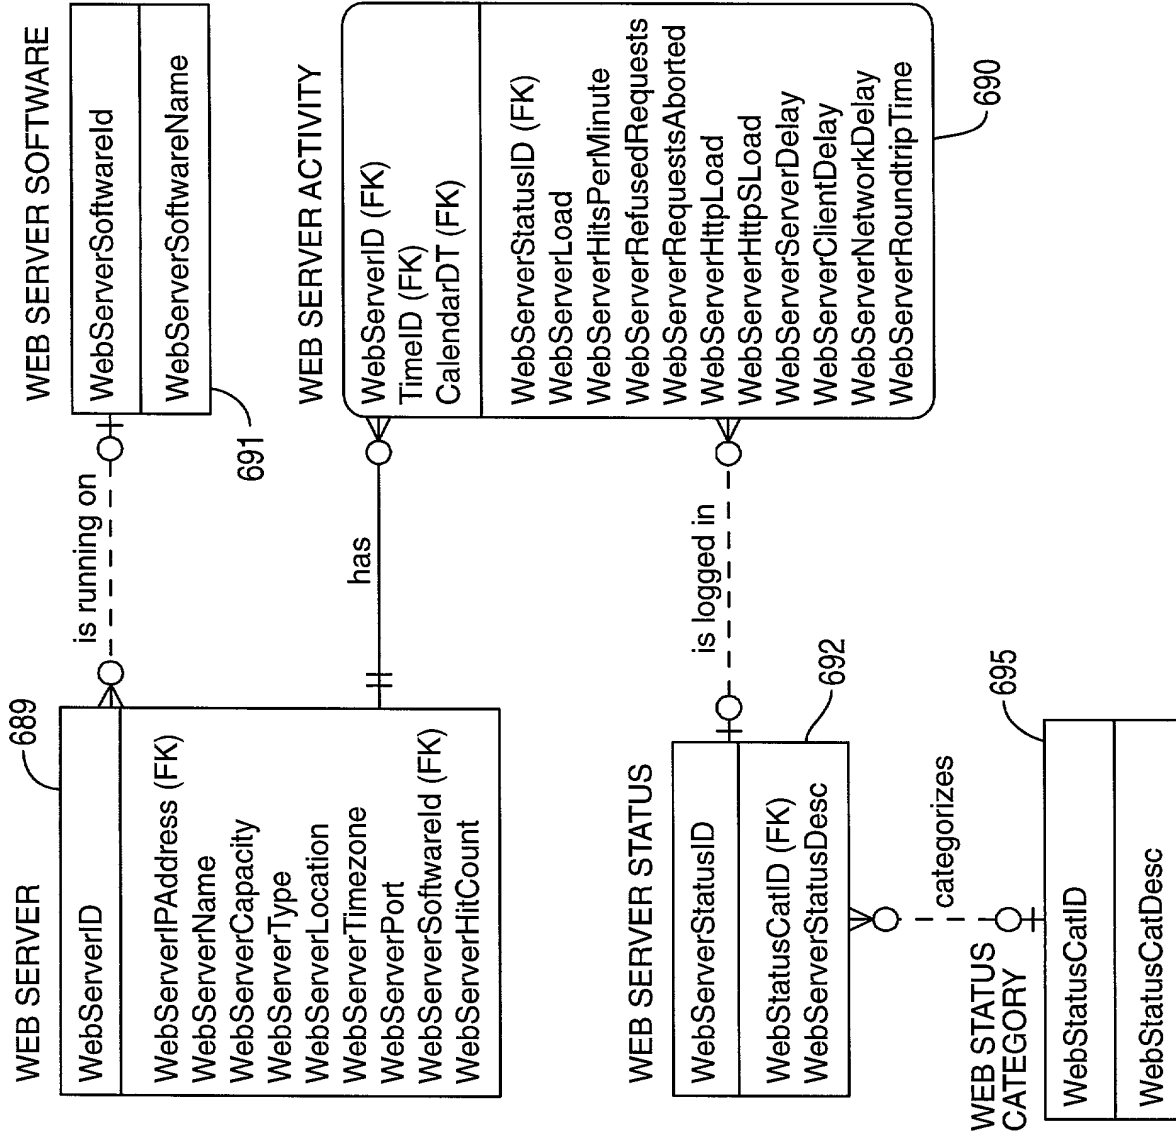 WEB SERVER
689
WebServerID
WebServerIPAddress (FK)
WebServerName
WebServerCapacity
WebServerType
WebServerLocation
WebServerTimezone
WebServerPort
WebServerSoftwareId (FK)
WebServerHitCount
is running on
WEB SERVER SOFTWARE
WebServerSoftwareId
WebServerSoftwareName
691
has
WEB SERVER ACTIVITY
WebServerID (FK)
TimeID (FK)
CalendarDT (FK)
WebServerStatusID (FK)
WebServerLoad
WebServerHitsPerMinute
WebServerRefusedRequests
WebServerRequestsAborted
WebServerHttpLoad
WebServerHttpSLoad
WebServerServerDelay
WebServerClientDelay
WebServerNetworkDelay
WebServerRoundtripTime
690
is logged in
WEB SERVER STATUS
WebServerStatusID
WebStatusCatID (FK)
WebServerStatusDesc
692
categorizes
WEB STATUS
CATEGORY
695
WebStatusCatID
WebStatusCatDesc